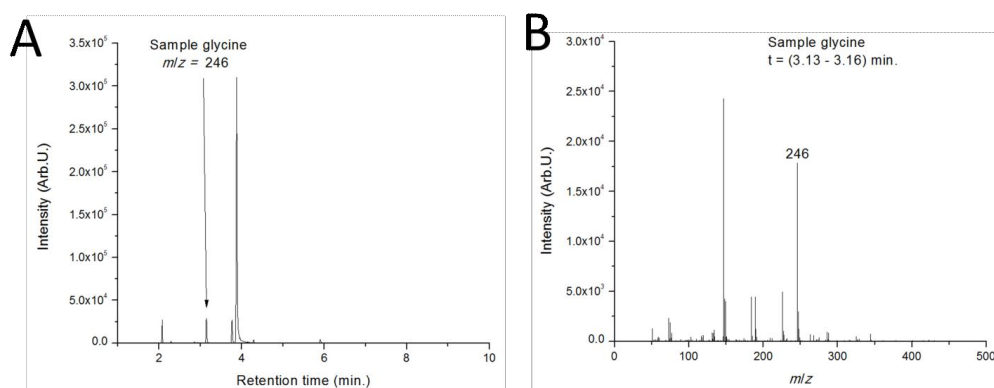 A
Sample glycine
m/z = 246
3.5x10⁵
3.0x10⁵
2.5x10⁵
2.0x10⁵
1.5x10⁵
1.0x10⁵
5.0x10⁴
0.0
Intensity (Arb.U.)
2
4
6
8
10
Retention time (min.)
B
Sample glycine
t = (3.13 - 3.16) min.
246
3.0x10⁴
2.5x10⁴
2.0x10⁴
1.5x10⁴
1.0x10⁴
5.0x10³
0.0
Intensity (Arb.U.)
0
100
200
300
400
500
m/z